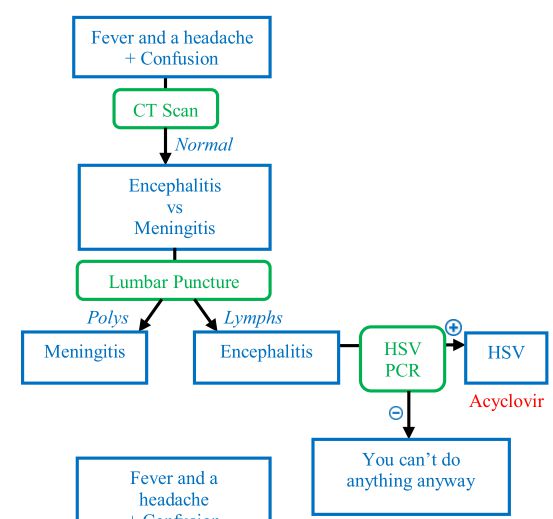 Fever and a headache
+ Confusion
CT Scan
Normal
Encephalitis
vs
Meningitis
Lumbar Puncture
Polys
Lymphs
Meningitis
Encephalitis
HSV
PCR
+
HSV
Acyclovir
−
You can't do
anything anyway
Fever and a
headache
+ Confusion